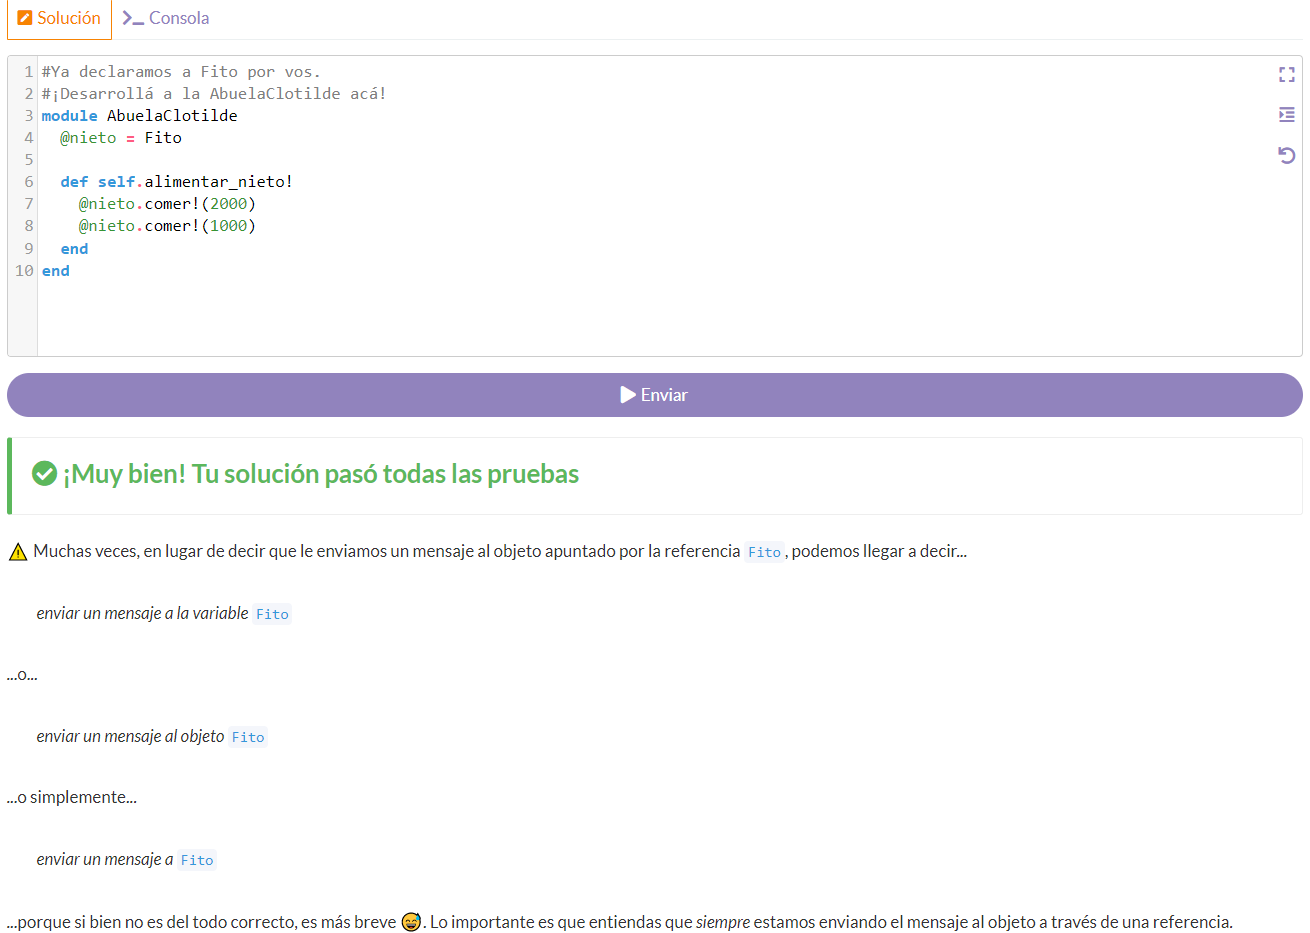 Solución Consola
1 #Ya declaramos a Fito por vos.
2 #¡Desarrollá a la AbuelaClotilde acá!
3 module AbuelaClotilde
4 @nieto = Fito
5
6 def self.alimentar_nieto!
7 @nieto.comer!(2000)
8 @nieto.comer!(1000)
9 end
10 end
Enviar
¡Muy bien! Tu solución pasó todas las pruebas
⚠️ Muchas veces, en lugar de decir que le enviamos un mensaje al objeto apuntado por la referencia Fito, podemos llegar a decir...
enviar un mensaje a la variable Fito
...o...
enviar un mensaje al objeto Fito
...o simplemente...
enviar un mensaje a Fito
...porque si bien no es del todo correcto, es más breve 😅. Lo importante es que entiendas que siempre estamos enviando el mensaje al objeto a través de una referencia.